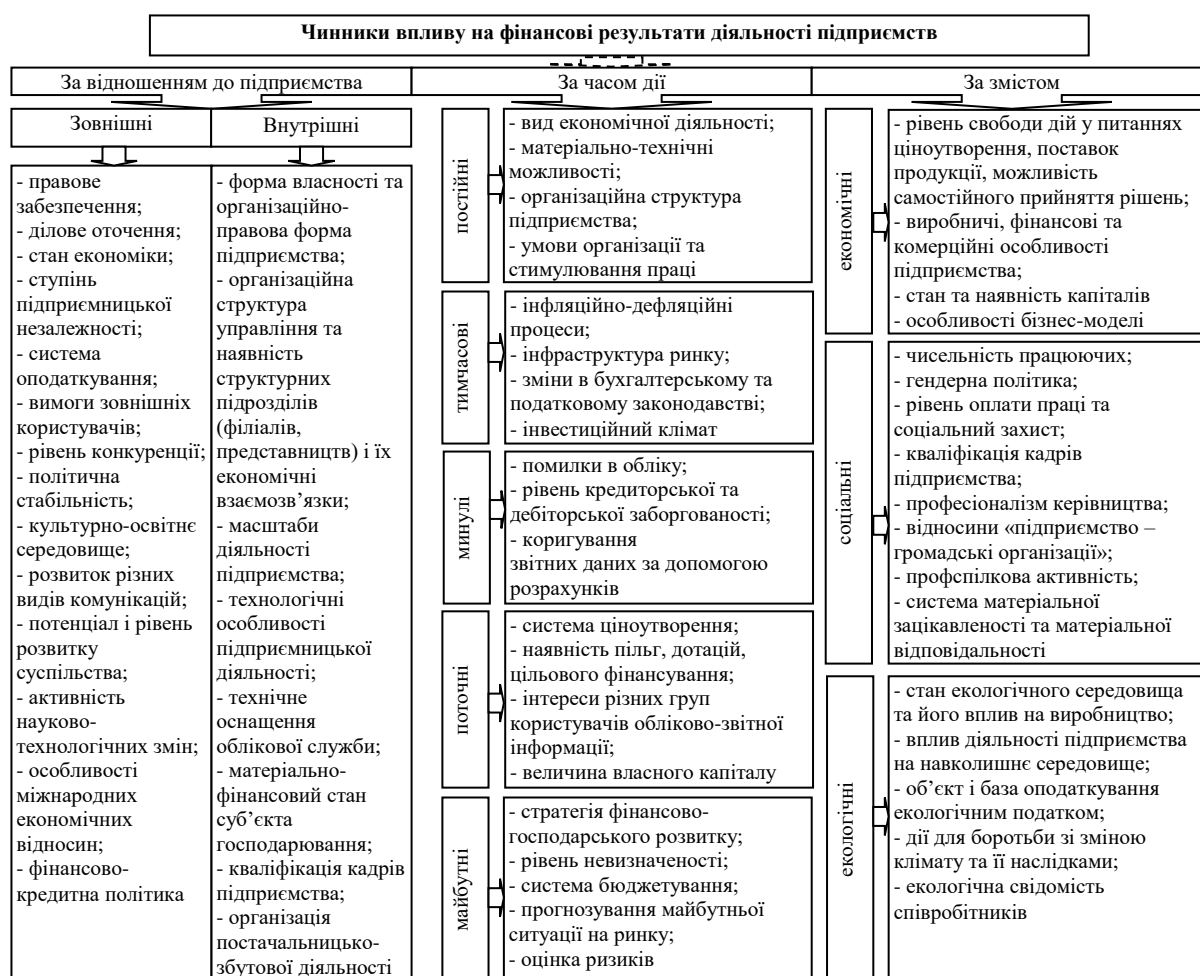 Чинники впливу на фінансові результати діяльності підприємств
За відношенням до підприємства
Зовнішні
- правове
забезпечення;
- ділове оточення;
- стан економіки;
- ступінь
підприємницької
незалежності;
- система
оподаткування;
- вимоги зовнішніх
користувачів;
- рівень конкуренції;
- політична
стабільність;
- культурно-освітнє
середовище;
- розвиток різних
видів комунікацій;
- потенціал і рівень
розвитку
суспільства;
- активність
науково-
технологічних змін;
- особливості
міжнародних
економічних
відносин;
- фінансово-
кредитна політика
Внутрішні
- форма власності та
організаційно-
правова форма
підприємства;
- організаційна
структура
управління та
наявність
структурних
підрозділів
(філіалів,
представництв) і їх
економічні
взаємозв’язки;
- масштаби
діяльності
підприємства;
- технологічні
особливості
підприємницької
діяльності;
- технічне
оснащення
облікової служби;
- матеріально-
фінансовий стан
суб’єкта
господарювання;
- кваліфікація кадрів
підприємства;
- організація
постачальницько-
збутової діяльності
За часом дії
постійні
- вид економічної діяльності;
- матеріально-технічні
можливості;
- організаційна структура
підприємства;
- умови організації та
стимулювання праці
тимчасові
- інфляційно-дефляційні
процеси;
- інфраструктура ринку;
- зміни в бухгалтерському та
податковому законодавстві;
- інвестиційний клімат
минулі
- помилки в обліку;
- рівень кредиторської та
дебіторської заборгованості;
- коригування
звітних даних за допомогою
розрахунків
поточні
- система ціноутворення;
- наявність пільг, дотацій,
цільового фінансування;
- інтереси різних груп
користувачів обліково-звітної
інформації;
- величина власного капіталу
майбутні
- стратегія фінансово-
господарського розвитку;
- рівень невизначеності;
- система бюджетування;
- прогнозування майбутньої
ситуації на ринку;
- оцінка ризиків
За змістом
економічні
- рівень свободи дій у питаннях
ціноутворення, поставок
продукції, можливість
самостійного прийняття рішень;
- виробничі, фінансові та
комерційні особливості
підприємства;
- стан та наявність капіталів
- особливості бізнес-моделі
соціальні
- чисельність працюючих;
- гендерна політика;
- рівень оплати праці та
соціальний захист;
- кваліфікація кадрів
підприємства;
- професіоналізм керівництва;
- відносини «підприємство –
громадські організації»;
- профспілкова активність;
- система матеріальної
зацікавленості та матеріальної
відповідальності
екологічні
- стан екологічного середовища
та його вплив на виробництво;
- вплив діяльності підприємства
на навколишнє середовище;
- об’єкт і база оподаткування
екологічним податком;
- дії для боротьби зі зміною
клімату та її наслідками;
- екологічна свідомість
співробітників